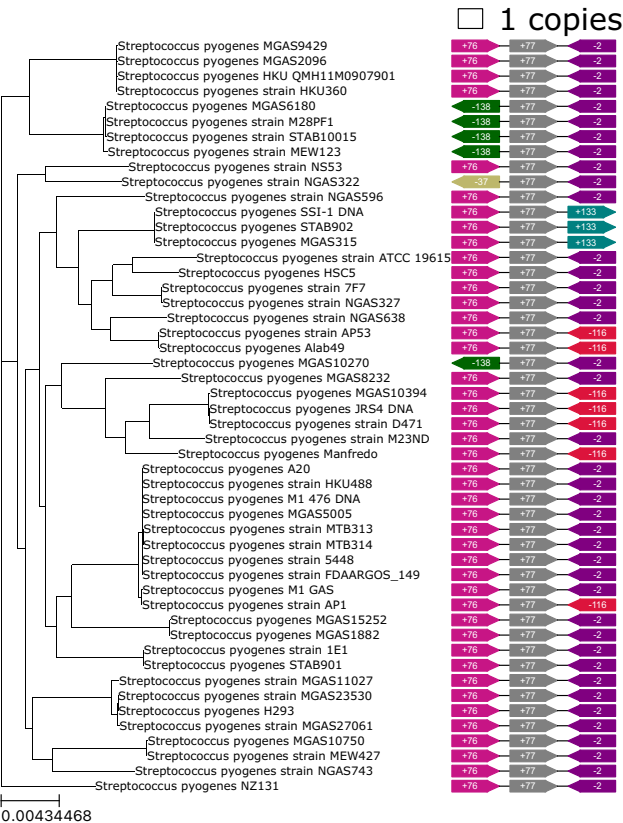 1 copies
Streptococcus pyogenes MGAS9429 +76 +77 -2
Streptococcus pyogenes MGAS2096 +76 +77 -2
Streptococcus pyogenes HKU QMH11M0907901 +76 +77 -2
Streptococcus pyogenes strain HKU360 +76 +77 -2
Streptococcus pyogenes MGAS6180 -138 +77 -2
Streptococcus pyogenes strain M28PF1 -138 +77 -2
Streptococcus pyogenes strain STAB10015 -138 +77 -2
Streptococcus pyogenes strain MEW123 -138 +77 -2
Streptococcus pyogenes strain NS53 +76 +77 -2
Streptococcus pyogenes strain NGAS322 -37 +77 -2
Streptococcus pyogenes strain NGAS596 +76 +77 -2
Streptococcus pyogenes SSI-1 DNA +76 +77 +133
Streptococcus pyogenes STAB902 +76 +77 +133
Streptococcus pyogenes MGAS315 +76 +77 +133
Streptococcus pyogenes strain ATCC 19615 +76 +77 -2
Streptococcus pyogenes HSC5 +76 +77 -2
Streptococcus pyogenes strain 7F7 +76 +77 -2
Streptococcus pyogenes strain NGAS327 +76 +77 -2
Streptococcus pyogenes strain NGAS638 +76 +77 -2
Streptococcus pyogenes strain AP53 +76 +77 -116
Streptococcus pyogenes Alab49 +76 +77 -116
Streptococcus pyogenes MGAS10270 -138 +77 -2
Streptococcus pyogenes MGAS8232 +76 +77 -2
Streptococcus pyogenes MGAS10394 +76 +77 -116
Streptococcus pyogenes JRS4 DNA +76 +77 -116
Streptococcus pyogenes strain D471 +76 +77 -116
Streptococcus pyogenes strain M23ND +76 +77 -2
Streptococcus pyogenes Manfredo +76 +77 -116
Streptococcus pyogenes A20 +76 +77 -2
Streptococcus pyogenes strain HKU488 +76 +77 -2
Streptococcus pyogenes M1 476 DNA +76 +77 -2
Streptococcus pyogenes MGAS5005 +76 +77 -2
Streptococcus pyogenes strain MTB313 +76 +77 -2
Streptococcus pyogenes strain MTB314 +76 +77 -2
Streptococcus pyogenes strain 5448 +76 +77 -2
Streptococcus pyogenes strain FDAARGOS_149 +76 +77 -2
Streptococcus pyogenes M1 GAS +76 +77 -2
Streptococcus pyogenes strain AP1 +76 +77 -116
Streptococcus pyogenes MGAS15252 +76 +77 -2
Streptococcus pyogenes MGAS1882 +76 +77 -2
Streptococcus pyogenes strain 1E1 +76 +77 -2
Streptococcus pyogenes STAB901 +76 +77 -2
Streptococcus pyogenes strain MGAS11027 +76 +77 -2
Streptococcus pyogenes strain MGAS23530 +76 +77 -2
Streptococcus pyogenes H293 +76 +77 -2
Streptococcus pyogenes strain MGAS27061 +76 +77 -2
Streptococcus pyogenes MGAS10750 +76 +77 -2
Streptococcus pyogenes strain MEW427 +76 +77 -2
Streptococcus pyogenes strain NGAS743 +76 +77 -2
Streptococcus pyogenes NZ131 +76 +77 -2
0.00434468